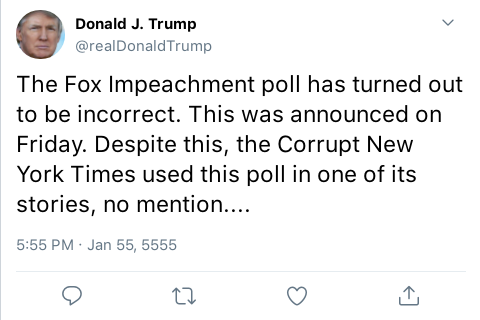 Donald J. Trump
@realDonaldTrump
The Fox Impeachment poll has turned out
to be incorrect. This was announced on
Friday. Despite this, the Corrupt New
York Times used this poll in one of its
stories, no mention....
5:55 PM · Jan 55, 5555